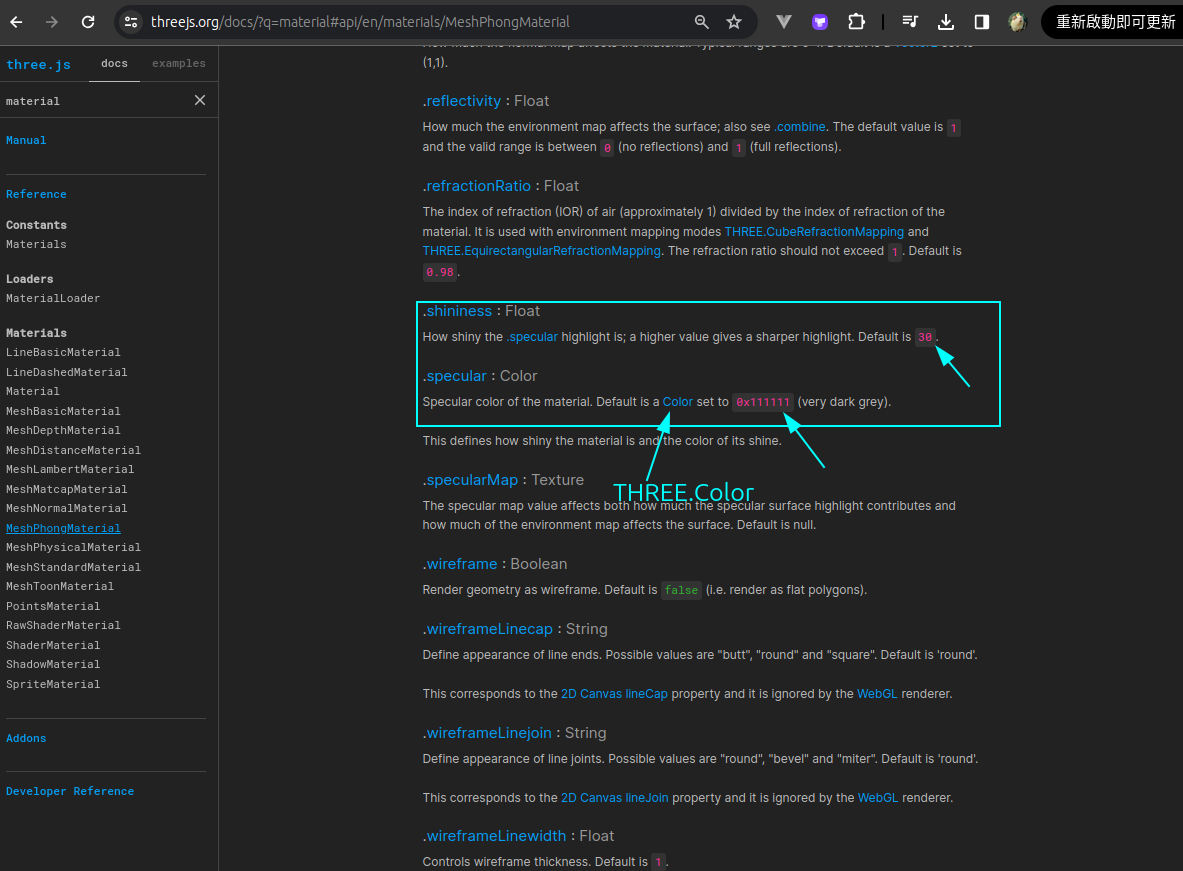 threejs.org/docs/?q=material#api/en/materials/MeshPhongMaterial
重新啟動即可更新
three.js
docs
examples
material
Manual
Reference
Constants
Materials
Loaders
MaterialLoader
Materials
LineBasicMaterial
LineDashedMaterial
Material
MeshBasicMaterial
MeshDepthMaterial
MeshDistanceMaterial
MeshLambertMaterial
MeshMatcapMaterial
MeshNormalMaterial
MeshPhongMaterial
MeshPhysicalMaterial
MeshStandardMaterial
MeshToonMaterial
PointsMaterial
RawShaderMaterial
ShaderMaterial
ShadowMaterial
SpriteMaterial
Addons
Developer Reference
(1,1).
.reflectivity : Float
How much the environment map affects the surface; also see .combine. The default value is 1
and the valid range is between 0 (no reflections) and 1 (full reflections).
.refractionRatio : Float
The index of refraction (IOR) of air (approximately 1) divided by the index of refraction of the
material. It is used with environment mapping modes THREE.CubeRefractionMapping and
THREE.EquirectangularRefractionMapping. The refraction ratio should not exceed 1. Default is
0.98.
.shininess : Float
How shiny the .specular highlight is; a higher value gives a sharper highlight. Default is 30.
.specular : Color
Specular color of the material. Default is a Color set to 0x111111 (very dark grey).
This defines how shiny the material is and the color of its shine.
.specularMap : Texture
THREE.Color
The specular map value affects both how much the specular surface highlight contributes and
how much of the environment map affects the surface. Default is null.
.wireframe : Boolean
Render geometry as wireframe. Default is false (i.e. render as flat polygons).
.wireframeLinecap : String
Define appearance of line ends. Possible values are "butt", "round" and "square". Default is 'round'.
This corresponds to the 2D Canvas lineCap property and it is ignored by the WebGL renderer.
.wireframeLinejoin : String
Define appearance of line joints. Possible values are "round", "bevel" and "miter". Default is 'round'.
This corresponds to the 2D Canvas lineJoin property and it is ignored by the WebGL renderer.
.wireframeLinewidth : Float
Controls wireframe thickness. Default is 1.